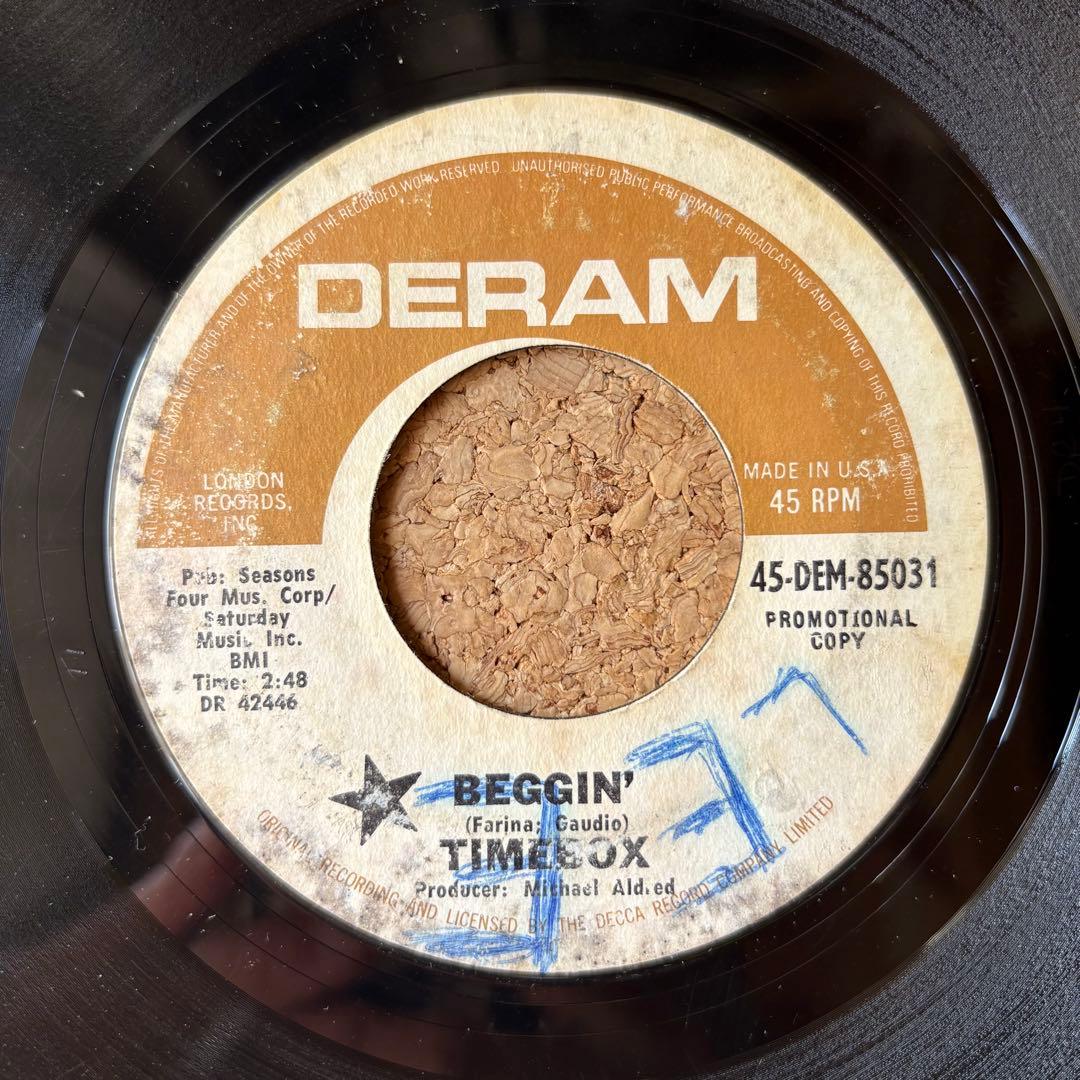 ALL RIGHTS OF THE MANUFACTURER AND OF THE OWNER OF THE RECORDED WORK RESERVED. UNAUTHORISED PUBLIC PERFORMANCE BROADCASTING AND COPYING OF THIS RECORD PROHIBITED
DERAM
LONDON
RECORDS,
INC.
MADE IN U.S.A.
45 RPM
Pub: Seasons
Four Mus. Corp/
Saturday
Music Inc.
BMI
Time: 2:48
DR 42446
45-DEM-85031
PROMOTIONAL
COPY
BEGGIN'
(Farina; Gaudio)
TIMEBOX
Producer: Michael Aldred
ORIGINAL RECORDING AND LICENSED BY THE DECCA RECORD COMPANY LIMITED